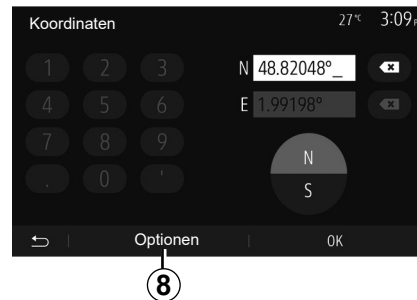 Koordinaten 27 °C 3:09
1 2 3 N 48.82048°_
4 5 6 E 1.99198°
7 8 9 N
. 0 ' S
Optionen OK
8